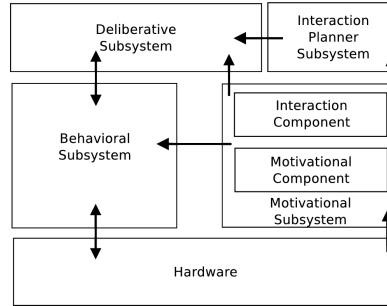 Deliberative
Subsystem
Interaction
Planner
Subsystem
Behavioral
Subsystem
Interaction
Component
Motivational
Component
Motivational
Subsystem
Hardware